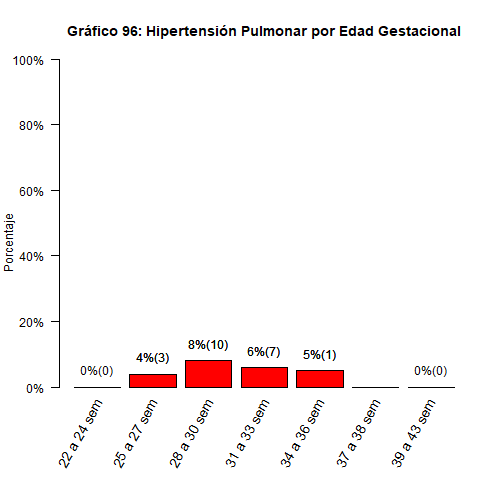 Gráfico 96: Hipertensión Pulmonar por Edad Gestacional
100%
80%
60%
40%
20%
0%
Porcentaje
0%(0)
4%(3)
8%(10)
6%(7)
5%(1)
0%(0)
22 a 24 sem
25 a 27 sem
28 a 30 sem
31 a 33 sem
34 a 36 sem
37 a 38 sem
39 a 43 sem